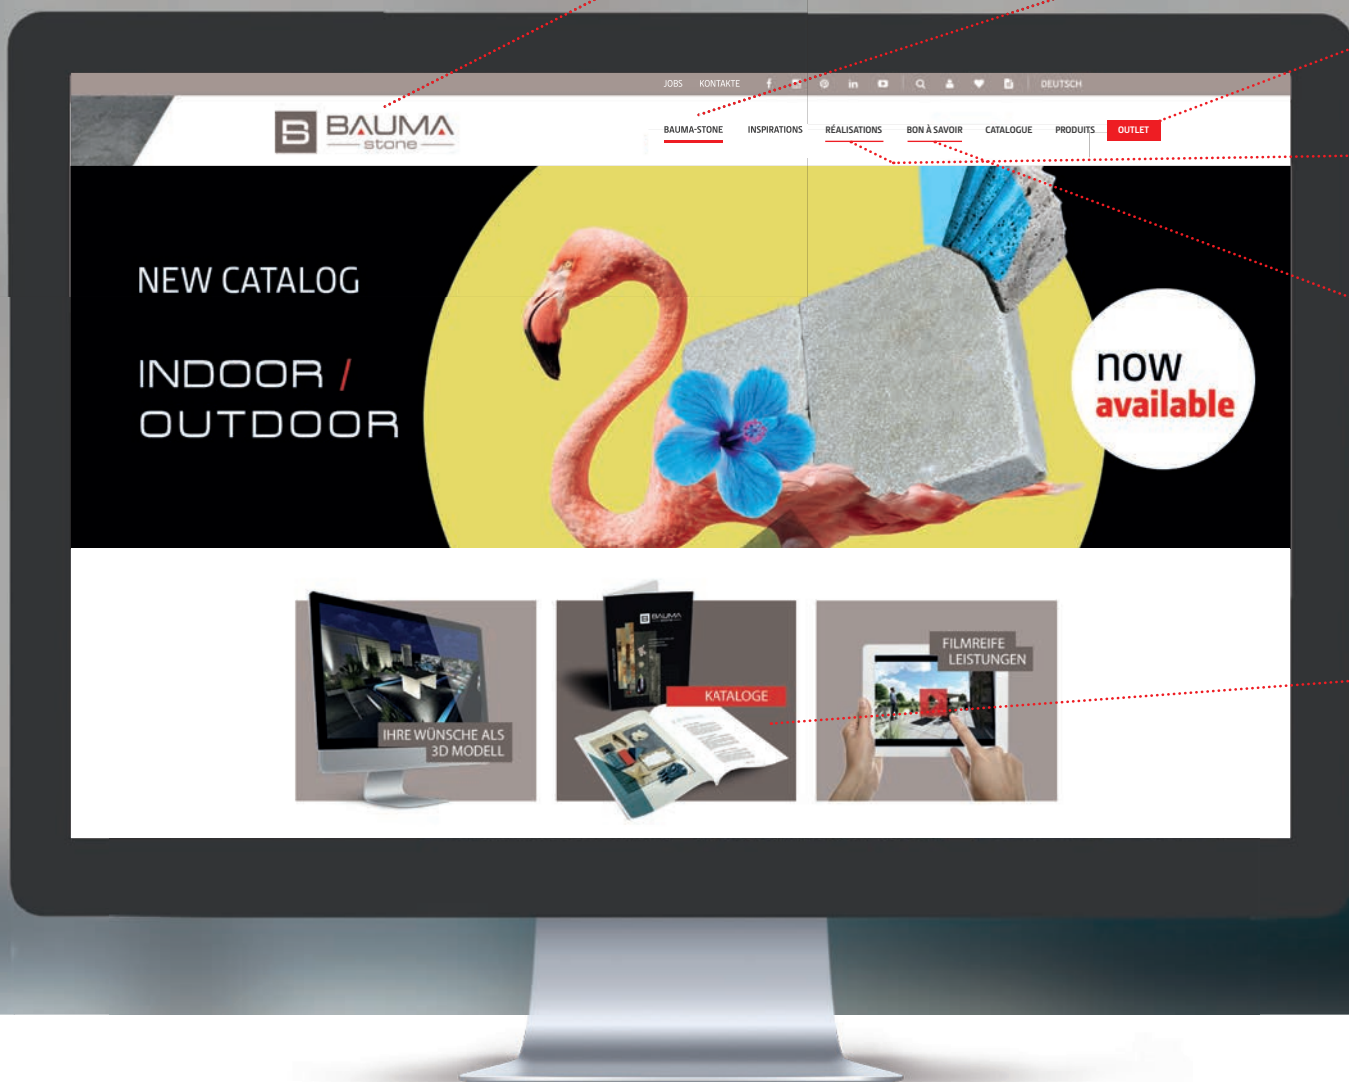 JOBS KONTAKTE DEUTSCH
B BAUMA
stone
BAUMA-STONE INSPIRATIONS RÉALISATIONS BON À SAVOIR CATALOGUE PRODUITS OUTLET
NEW CATALOG
INDOOR /
OUTDOOR
now
available
IHRE WÜNSCHE ALS
3D MODELL
B BAUMA
KATALOGE
FILMREIFE
LEISTUNGEN